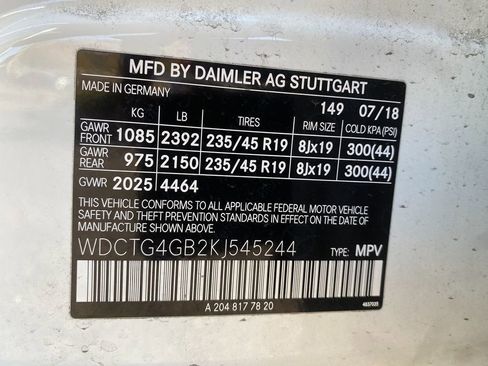 MFD BY DAIMLER AG STUTTGART
MADE IN GERMANY 149 07/18
KG LB TIRES RIM SIZE COLD KPA (PSI)
GAWR FRONT 1085 2392 235/45 R19 8Jx19 300(44)
GAWR REAR 975 2150 235/45 R19 8Jx19 300(44)
GVWR 2025 4464
THIS VEHICLE CONFORMS TO ALL APPLICABLE FEDERAL MOTOR VEHICLE
SAFETY AND THEFT PREVENTION STANDARDS IN EFFECT ON THE DATE OF
MANUFACTURE SHOWN ABOVE.
WDCTG4GB2KJ545244 TYPE: MPV
A 204 817 78 20